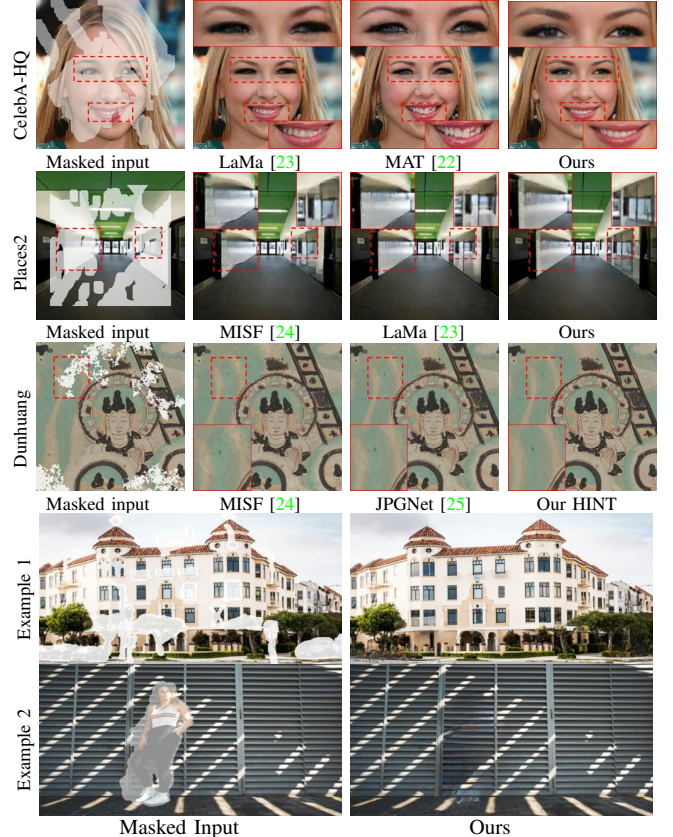 CelebA-HQ
Masked input LaMa [23] MAT [22] Ours
Places2
Masked input MISF [24] LaMa [23] Ours
Dunhuang
Masked input MISF [24] JPGNet [25] Our HINT
Example 1
Example 2
Masked Input Ours